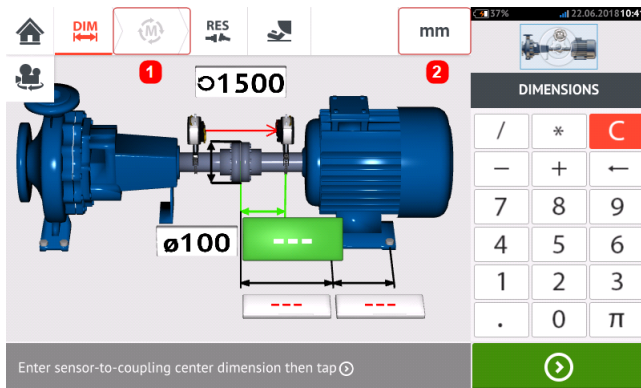 37% 22.06.2018 10:41
DIM
M
RES
mm
1
2
1500
DIMENSIONS
ø100
---
---
---
/ * C
− + ←
7 8 9
4 5 6
1 2 3
. 0 π
Enter sensor-to-coupling center dimension then tap